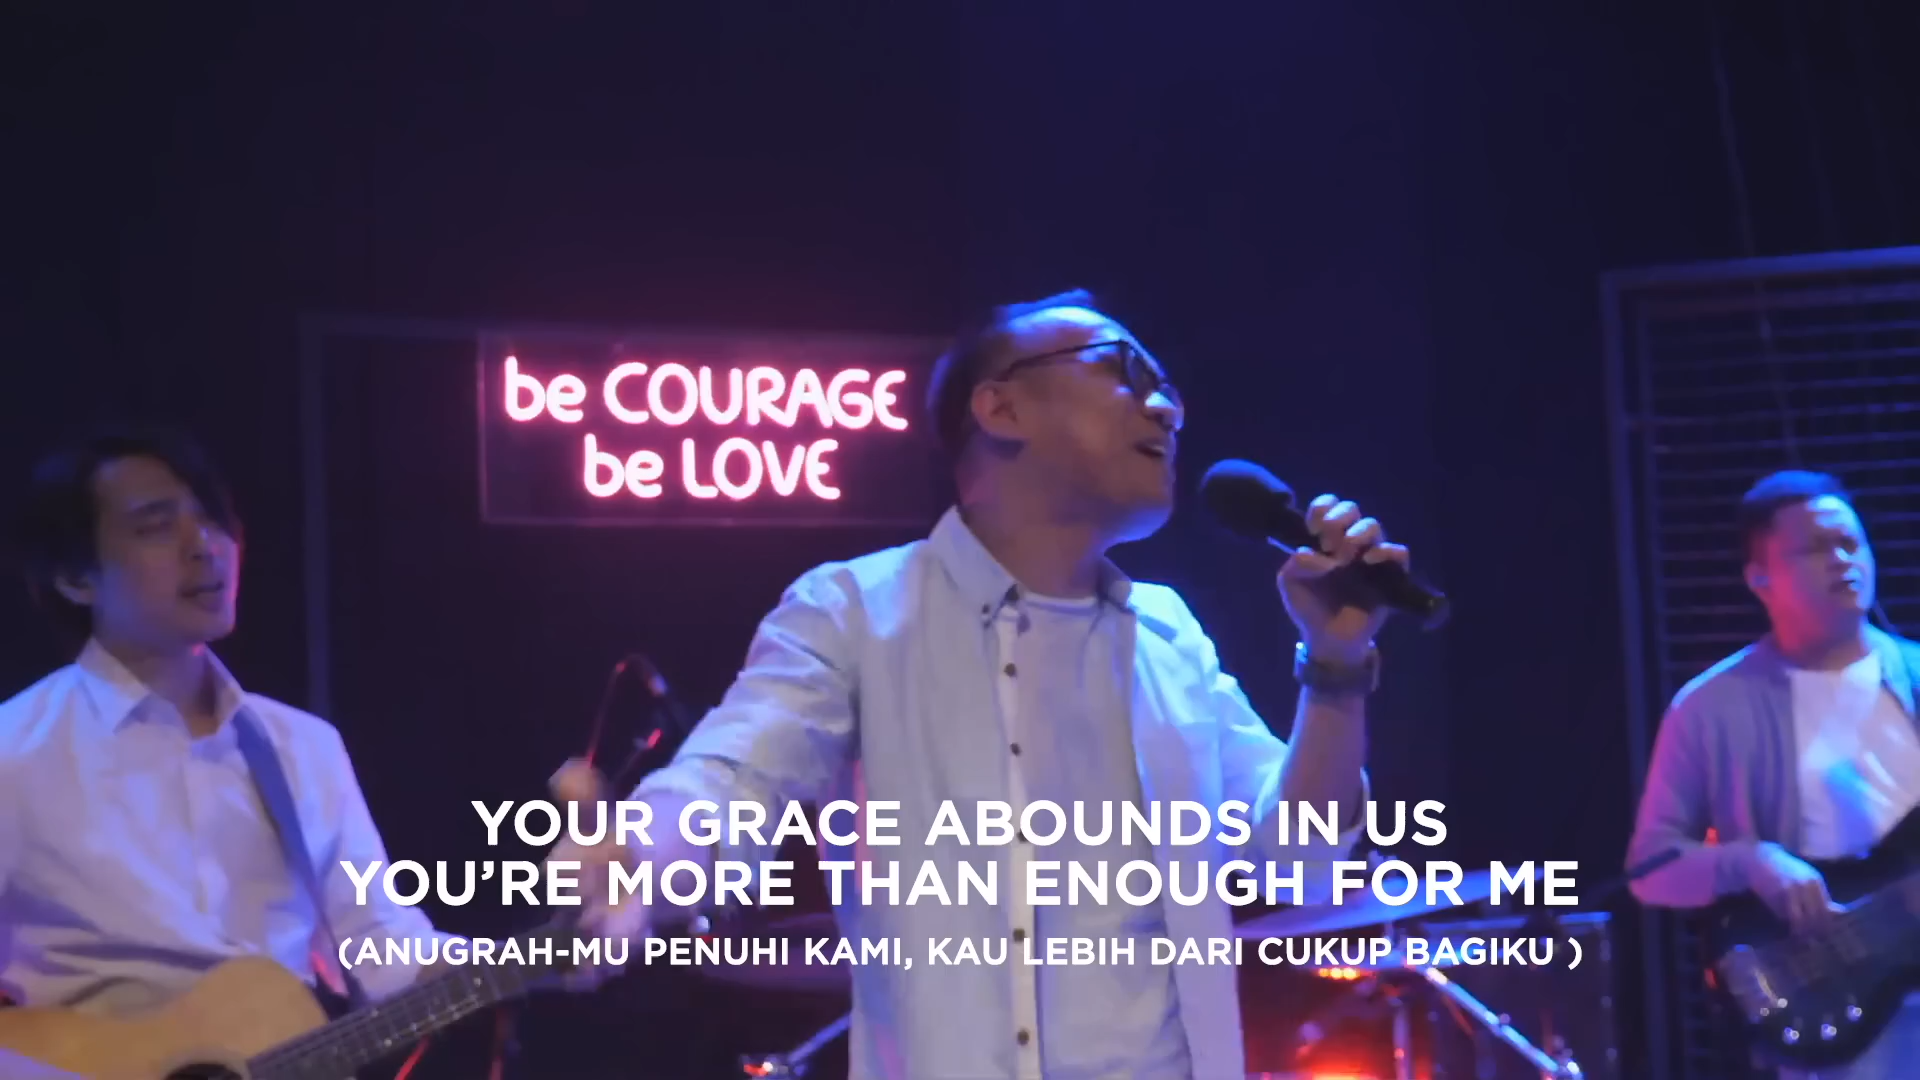 be COURAGE
be LOVE
YOUR GRACE ABOUNDS IN US
YOU'RE MORE THAN ENOUGH FOR ME
(ANUGRAH-MU PENUHI KAMI, KAU LEBIH DARI CUKUP BAGIKU )